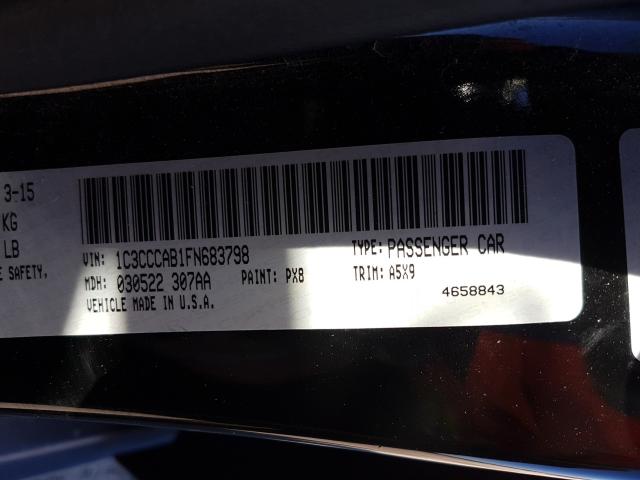 3-15
KG
LB
E SAFETY,
VIN: 1C3CCCAB1FN683798
TYPE: PASSENGER CAR
MDH: 030522 307AA
PAINT: PX8
TRIM: A5X9
VEHICLE MADE IN U.S.A.
4658843